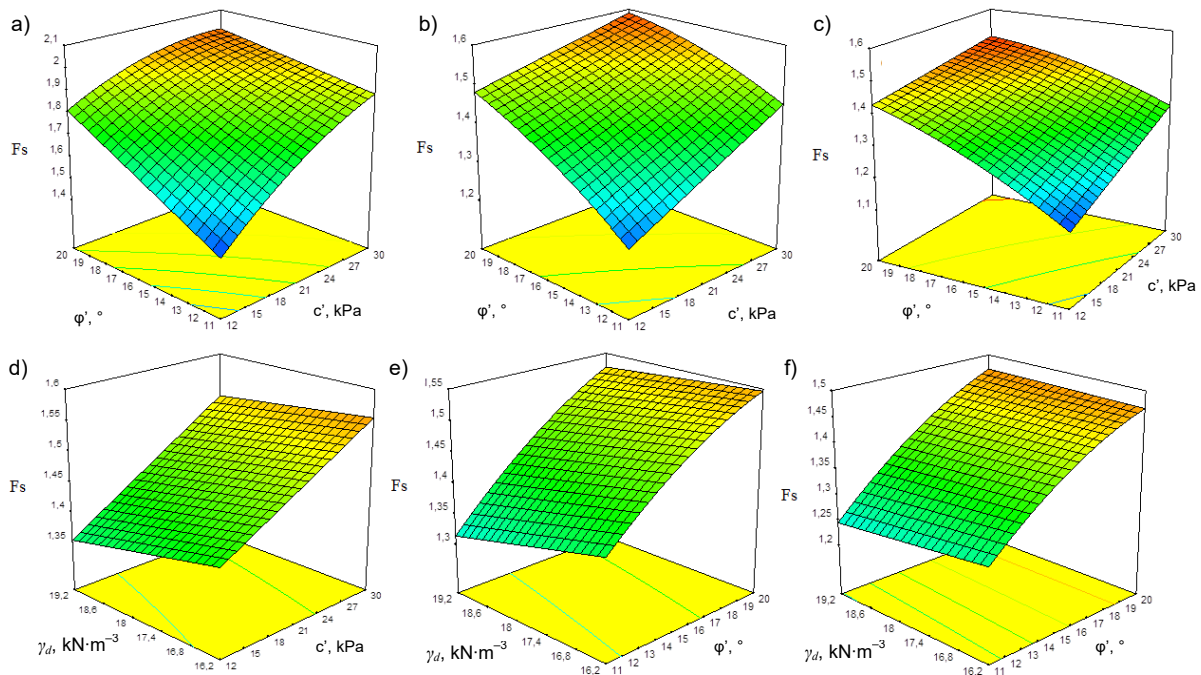 a)
2,1
2
1,9
1,8
1,7
1,6
1,5
1,4
Fs
20 19 18 17 16 15 14 13 12 11
φ’, °
12 15 18 21 24 27 30
c’, kPa
b)
1,6
1,5
1,4
1,3
1,2
Fs
20 19 18 17 16 15 14 13 12 11
φ’, °
12 15 18 21 24 27 30
c’, kPa
c)
1,6
1,5
1,4
1,3
1,2
1,1
Fs
20 19 18 17 16 15 14 13 12 11
φ’, °
12 15 18 21 24 27 30
c’, kPa
d)
1,6
1,55
1,5
1,45
1,4
1,35
Fs
19,2 18,6 18 17,4 16,8 16,2
γd, kN·m⁻³
12 15 18 21 24 27 30
c’, kPa
e)
1,55
1,5
1,45
1,4
1,35
1,3
Fs
19,2 18,6 18 17,4 16,8 16,2
γd, kN·m⁻³
11 12 13 14 15 16 17 18 19 20
φ’, °
f)
1,5
1,45
1,4
1,35
1,3
1,25
1,2
Fs
19,2 18,6 18 17,4 16,8 16,2
γd, kN·m⁻³
11 12 13 14 15 16 17 18 19 20
φ’, °